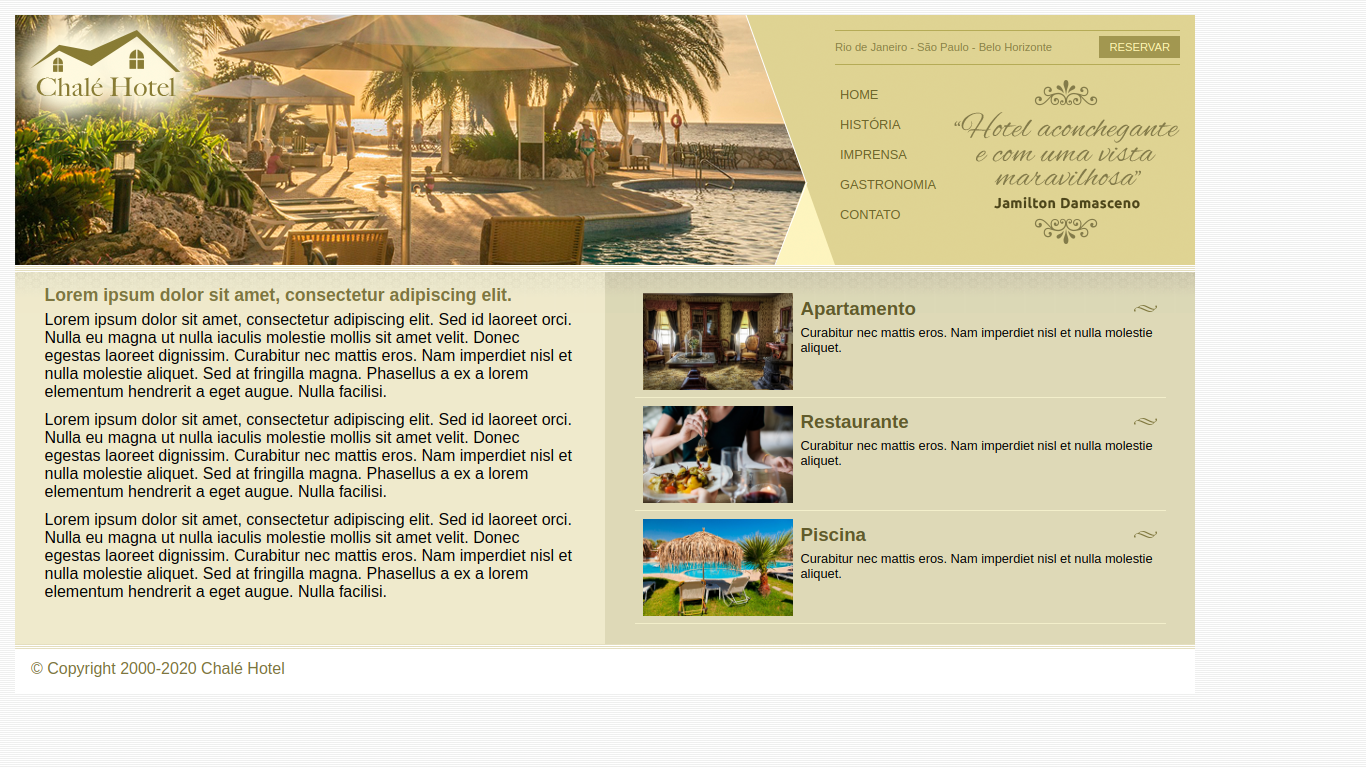 Chalé Hotel
Rio de Janeiro - São Paulo - Belo Horizonte
RESERVAR
HOME
HISTÓRIA
IMPRENSA
GASTRONOMIA
CONTATO
“Hotel aconchegante
e com uma vista
maravilhosa”
Jamilton Damasceno
Lorem ipsum dolor sit amet, consectetur adipiscing elit.
Lorem ipsum dolor sit amet, consectetur adipiscing elit. Sed id laoreet orci.
Nulla eu magna ut nulla iaculis molestie mollis sit amet velit. Donec
egestas laoreet dignissim. Curabitur nec mattis eros. Nam imperdiet nisl et
nulla molestie aliquet. Sed at fringilla magna. Phasellus a ex a lorem
elementum hendrerit a eget augue. Nulla facilisi.
Lorem ipsum dolor sit amet, consectetur adipiscing elit. Sed id laoreet orci.
Nulla eu magna ut nulla iaculis molestie mollis sit amet velit. Donec
egestas laoreet dignissim. Curabitur nec mattis eros. Nam imperdiet nisl et
nulla molestie aliquet. Sed at fringilla magna. Phasellus a ex a lorem
elementum hendrerit a eget augue. Nulla facilisi.
Lorem ipsum dolor sit amet, consectetur adipiscing elit. Sed id laoreet orci.
Nulla eu magna ut nulla iaculis molestie mollis sit amet velit. Donec
egestas laoreet dignissim. Curabitur nec mattis eros. Nam imperdiet nisl et
nulla molestie aliquet. Sed at fringilla magna. Phasellus a ex a lorem
elementum hendrerit a eget augue. Nulla facilisi.
Apartamento
Curabitur nec mattis eros. Nam imperdiet nisl et nulla molestie
aliquet.
Restaurante
Curabitur nec mattis eros. Nam imperdiet nisl et nulla molestie
aliquet.
Piscina
Curabitur nec mattis eros. Nam imperdiet nisl et nulla molestie
aliquet.
© Copyright 2000-2020 Chalé Hotel